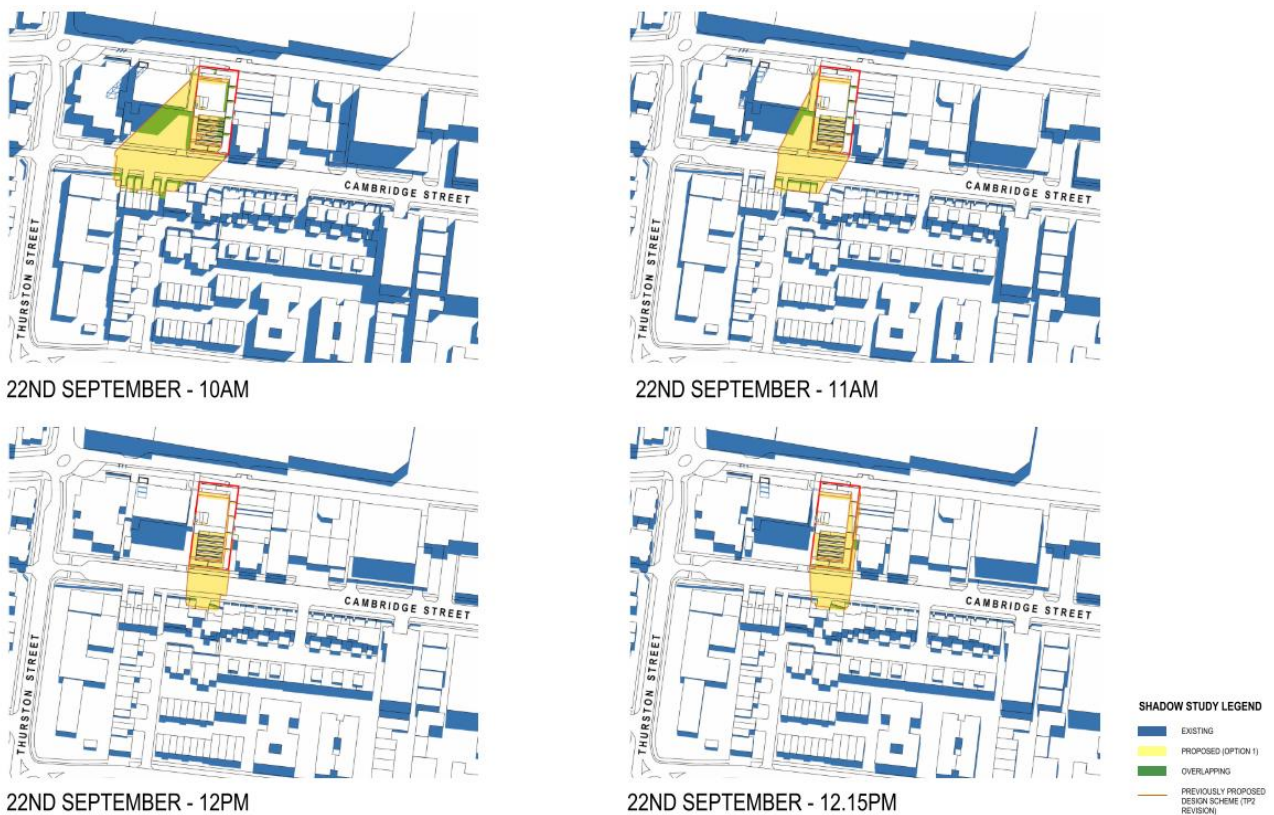 CAMBRIDGE STREET
THURSTON STREET
22ND SEPTEMBER - 10AM
CAMBRIDGE STREET
THURSTON STREET
22ND SEPTEMBER - 11AM
CAMBRIDGE STREET
THURSTON STREET
22ND SEPTEMBER - 12PM
CAMBRIDGE STREET
THURSTON STREET
22ND SEPTEMBER - 12.15PM
SHADOW STUDY LEGEND
EXISTING
PROPOSED (OPTION 1)
OVERLAPPING
PREVIOUSLY PROPOSED
DESIGN SCHEME (TP2
REVISION)